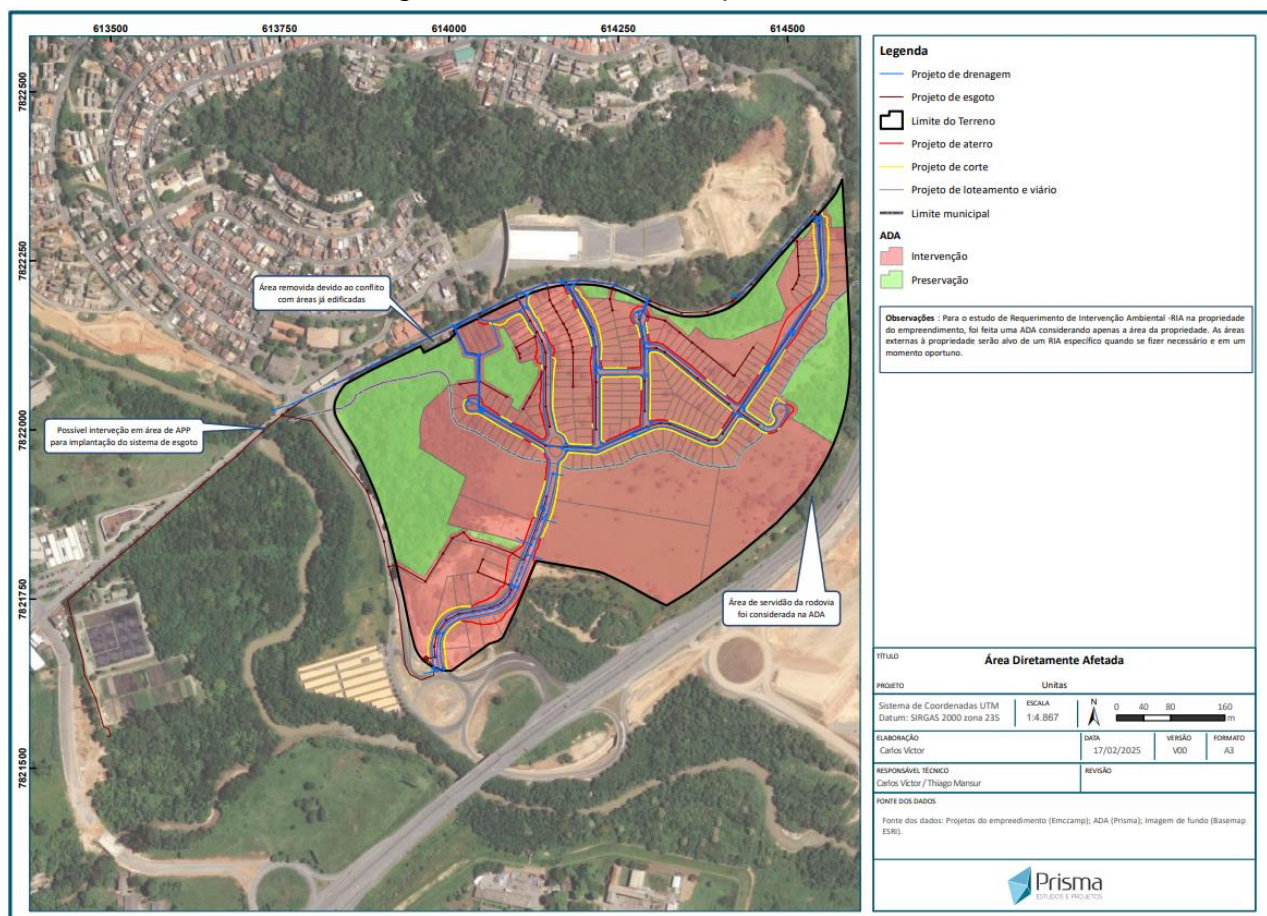 613500
613750
614000
614250
614500
7822500
7822250
7822000
7821750
7821500
Área removida devido ao conflito
com áreas já edificadas
Possível interveção em área de APP
para implantação do sistema de esgoto
Área de servidão da rodovia
foi considerada na ADA
Legenda
Projeto de drenagem
Projeto de esgoto
Limite do Terreno
Projeto de aterro
Projeto de corte
Projeto de loteamento e viário
Limite municipal
ADA
Intervenção
Preservação
Observações : Para o estudo de Requerimento de Intervenção Ambiental -RIA na propriedade
do empreendimento, foi feita uma ADA considerando apenas a área da propriedade. As áreas
externas à propriedade serão alvo de um RIA específico quando se fizer necessário e em um
momento oportuno.
TÍTULO
Área Diretamente Afetada
PROJETO
Unitas
Sistema de Coordenadas UTM
Datum: SIRGAS 2000 zona 23S
ESCALA
1:4.867
N
0 40 80 160
m
ELABORAÇÃO
Carlos Víctor
DATA
17/02/2025
VERSÃO
V00
FORMATO
A3
RESPONSÁVEL TÉCNICO
Carlos Víctor / Thiago Mansur
REVISÃO
FONTE DOS DADOS
Fonte dos dados: Projetos do empreedimento (Emccamp); ADA (Prisma); Imagem de fundo (Basemap
ESRI).
Prisma
ESTUDOS E PROJETOS